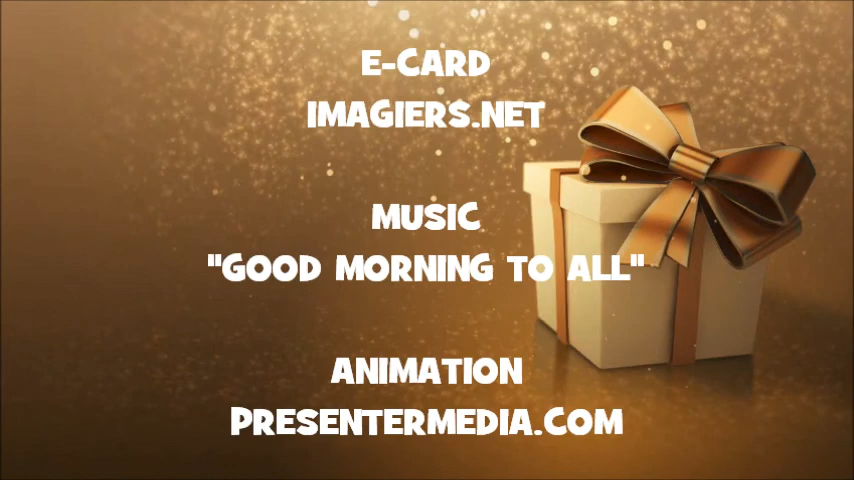 E-CARD
IMAGIERS.NET
MUSIC
"GOOD MORNING TO ALL"
ANIMATION
PRESENTERMEDIA.COM